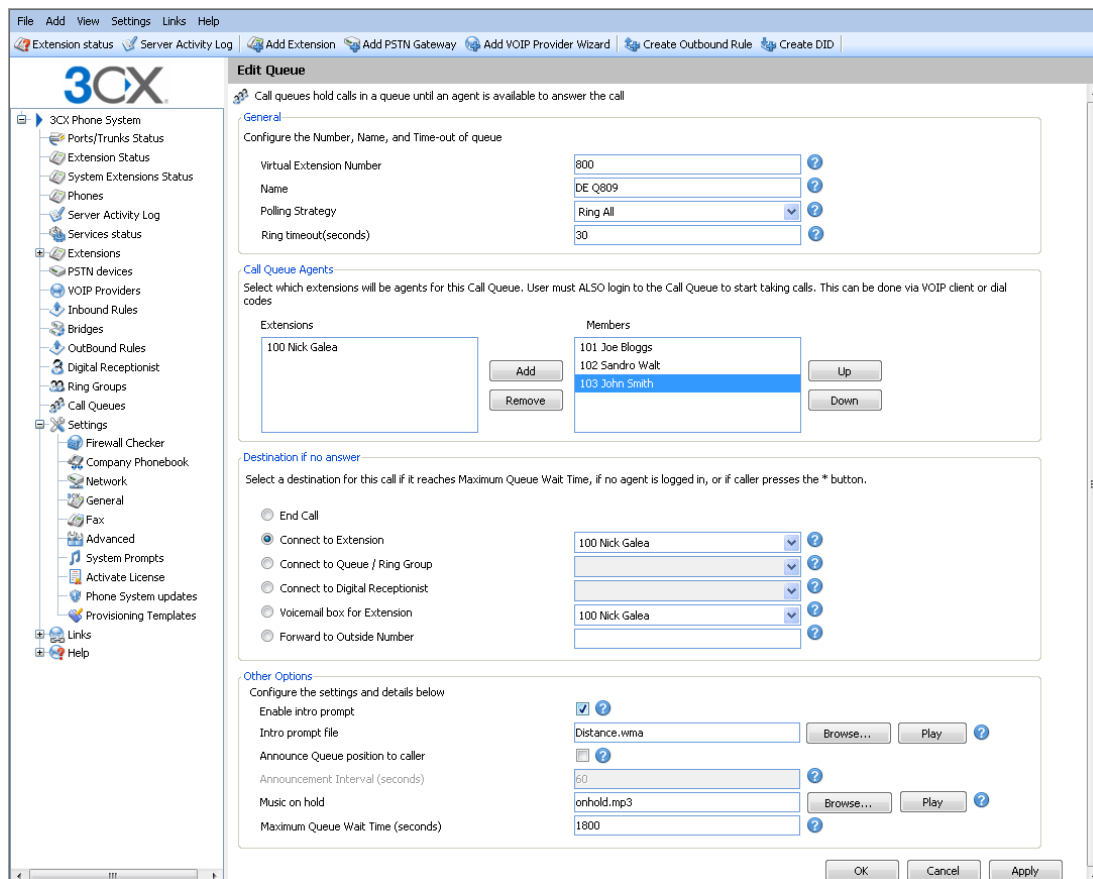 File Add View Settings Links Help
Extension status Server Activity Log Add Extension Add PSTN Gateway Add VOIP Provider Wizard Create Outbound Rule Create DID
3CX
3CX Phone System
Ports/Trunks Status
Extension Status
System Extensions Status
Phones
Server Activity Log
Services status
Extensions
PSTN devices
VOIP Providers
Inbound Rules
Bridges
OutBound Rules
Digital Receptionist
Ring Groups
Call Queues
Settings
Firewall Checker
Company Phonebook
Network
General
Fax
Advanced
System Prompts
Activate License
Phone System updates
Provisioning Templates
Links
Help
Edit Queue
Call queues hold calls in a queue until an agent is available to answer the call
General
Configure the Number, Name, and Time-out of queue
Virtual Extension Number 800
Name DE Q809
Polling Strategy Ring All
Ring timeout(seconds) 30
Call Queue Agents
Select which extensions will be agents for this Call Queue. User must ALSO login to the Call Queue to start taking calls. This can be done via VOIP client or dial
codes
Extensions Members
100 Nick Galea 101 Joe Bloggs
102 Sandro Walt
103 John Smith
Add Up
Remove Down
Destination if no answer
Select a destination for this call if it reaches Maximum Queue Wait Time, if no agent is logged in, or if caller presses the * button.
End Call
Connect to Extension 100 Nick Galea
Connect to Queue / Ring Group
Connect to Digital Receptionist
Voicemail box for Extension 100 Nick Galea
Forward to Outside Number
Other Options
Configure the settings and details below
Enable intro prompt
Intro prompt file Distance.wma Browse... Play
Announce Queue position to caller
Announcement Interval (seconds) 60
Music on hold onhold.mp3 Browse... Play
Maximum Queue Wait Time (seconds) 1800
OK Cancel Apply